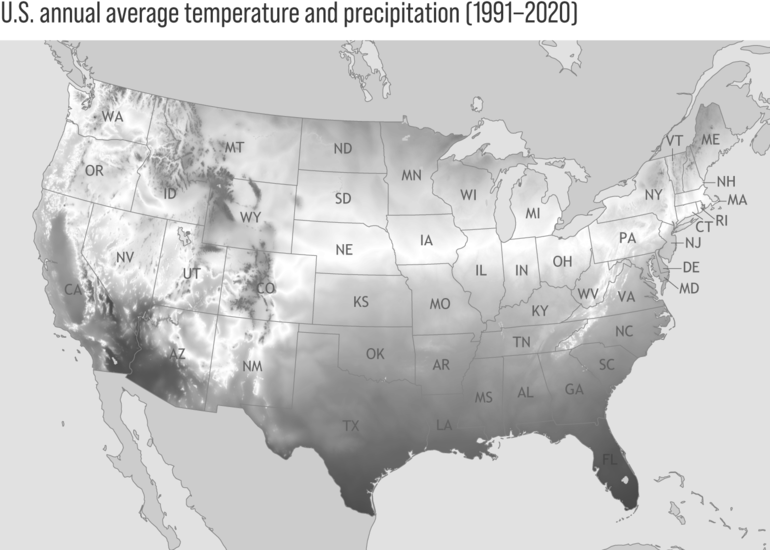 U.S. annual average temperature and precipitation (1991–2020)
WA
MT
ND
MN
VT
ME
OR
ID
SD
WI
NY
NH
MA
WY
MI
RI
CT
NV
UT
NE
IA
PA
NJ
CA
CO
IL
IN
OH
DE
MD
KS
MO
WV
VA
KY
AZ
NM
OK
AR
TN
NC
SC
MS
AL
GA
TX
LA
FL